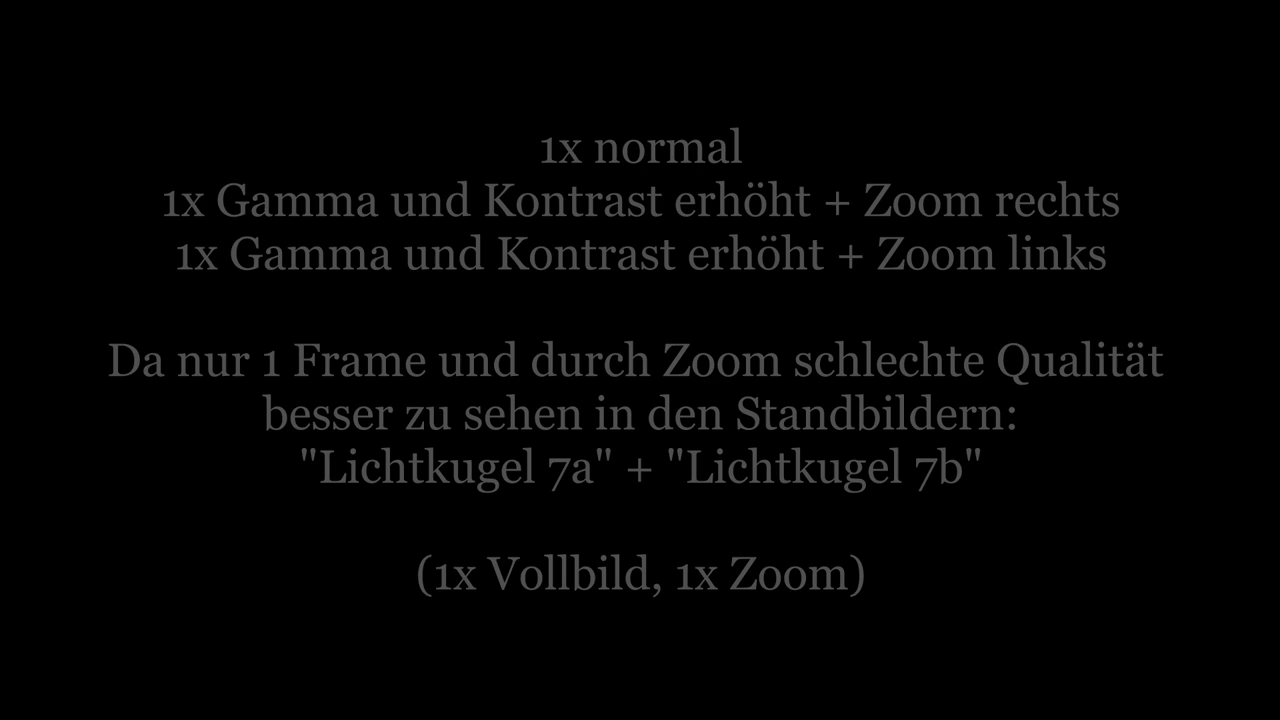 1x normal
1x Gamma und Kontrast erhöht + Zoom rechts
1x Gamma und Kontrast erhöht + Zoom links
Da nur 1 Frame und durch Zoom schlechte Qualität
besser zu sehen in den Standbildern:
"Lichtkugel 7a" + "Lichtkugel 7b"
(1x Vollbild, 1x Zoom)